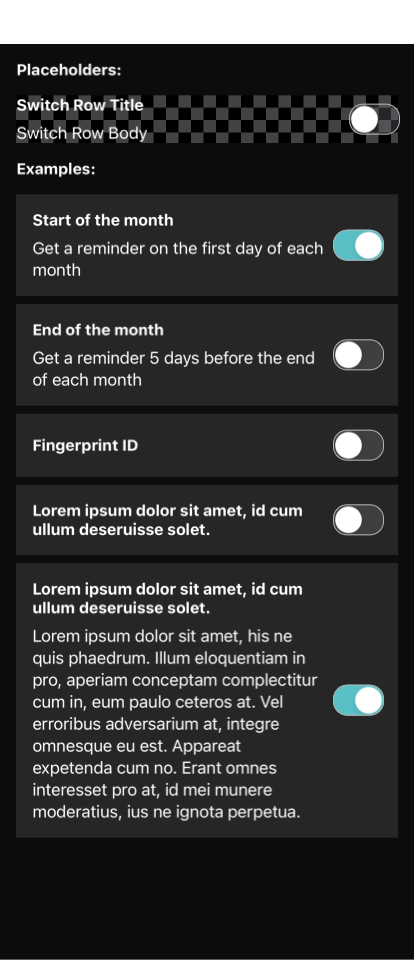 Placeholders:
Switch Row Title
Switch Row Body
Examples:
Start of the month
Get a reminder on the first day of each
month
End of the month
Get a reminder 5 days before the end
of each month
Fingerprint ID
Lorem ipsum dolor sit amet, id cum
ullum deseruisse solet.
Lorem ipsum dolor sit amet, id cum
ullum deseruisse solet.
Lorem ipsum dolor sit amet, his ne
quis phaedrum. Illum eloquentiam in
pro, aperiam conceptam complectitur
cum in, eum paulo ceteros at. Vel
erroribus adversarium at, integre
omnesque eu est. Appareat
expetenda cum no. Erant omnes
interesset pro at, id mei munere
moderatius, ius ne ignota perpetua.